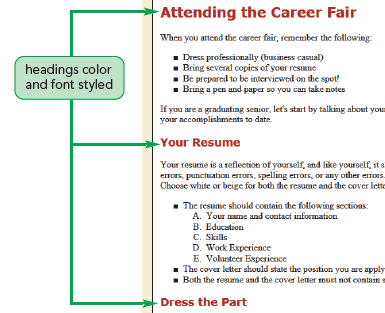 Attending the Career Fair
When you attend the career fair, remember the following:
■ Dress professionally (business casual)
■ Bring several copies of your resume
■ Be prepared to be interviewed on the spot!
■ Bring a pen and paper so you can take notes
headings color
and font styled
If you are a graduating senior, let's start by talking about your
your accomplishments to date.
Your Resume
Your resume is a reflection of yourself, and like yourself, it s
errors, punctuation errors, spelling errors, or any other errors.
Choose white or beige for both the resume and the cover lette
■ The resume should contain the following sections:
A. Your name and contact information
B. Education
C. Skills
D. Work Experience
E. Volunteer Experience
■ The cover letter should state the position you are apply
■ Both the resume and the cover letter must not contain s
Dress the Part